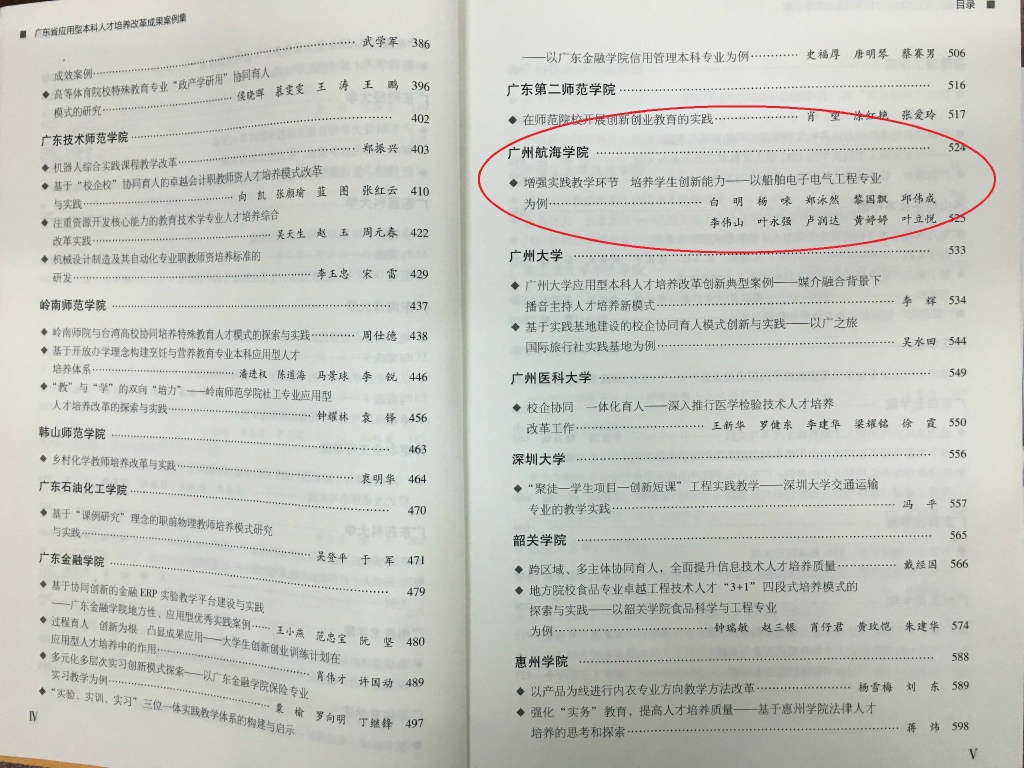 ■ 广东省应用型本科人才培养改革成果案例集
成效案例 武学军 386
◆ 高等体育院校特殊教育专业“政产学研用”协同育人
模式的研究 侯晓晖 慕雯雯 王 涛 王 鹏 396
广东技术师范学院 402
◆ 机器人综合实践课程教学改革 郑振兴 403
◆ 基于“校企校”协同育人的卓越会计职教师资人才培养模式改革
与实践 向 凯 张颜瑜 蓝 图 张红云 410
◆ 注重资源开发核心能力的教育技术学专业人才培养综合
改革实践 吴天生 赵 玉 周元春 422
◆ 机械设计制造及其自动化专业职教师资培养标准的
研发 李玉忠 宋 雷 429
岭南师范学院 437
◆ 岭南师院与台湾高校协同培养特殊教育人才模式的探索与实践 周仕德 438
◆ 基于开放办学理念构建烹饪与营养教育专业本科应用型人才
培养体系 潘进权 陈道海 马景球 李 锐 446
◆ “教”与“学”的双向“培力”——岭南师范学院社工专业应用型
人才培养改革的探索与实践 钟耀林 袁 铎 456
韩山师范学院 463
◆ 乡村化学教师培养改革与实践 衷明华 464
广东石油化工学院 470
◆ 基于“课例研究”理念的职前物理教师培养模式研究
与实践 吴登平 于 军 471
广东金融学院 479
◆ 基于协同创新的金融 ERP 实验教学平台建设与实践
——广东金融学院地方性、应用型优秀实践案例 王小燕 范忠宝 阮 坚 480
◆ 过程育人 创新为根 凸显成果应用——大学生创新创业训练计划在
应用型人才培养中的作用 肖伟才 许国动 489
◆ 多元化多层次实习创新模式探索——以广东金融学院保险专业
实习教学为例 粟 榆 罗向明 丁继锋 497
◆ “实验、实训、实习”三位一体实践教学体系的构建与启示
Ⅳ
目录 ■
——以广东金融学院信用管理本科专业为例 史福厚 唐明琴 蔡赛男 506
广东第二师范学院 516
◆ 在师范院校开展创新创业教育的实践 肖 望 涂红艳 张爱玲 517
广州航海学院 524
◆ 增强实践教学环节 培养学生创新能力——以船舶电子电气工程专业
为例 白 明 杨 咪 郑泳然 黎国飘 邱伟成
李伟山 叶永强 卢润达 黄婷婷 叶立悦 525
广州大学 533
◆ 广州大学应用型本科人才培养改革创新典型案例——媒介融合背景下
播音主持人才培养新模式 李 辉 534
◆ 基于实践基地建设的校企协同育人模式创新与实践——以广之旅
国际旅行社实践基地为例 吴水田 544
广州医科大学 549
◆ 校企协同 一体化育人——深入推行医学检验技术人才培养
改革工作 王新华 罗健东 李建华 梁耀铭 徐 霞 550
深圳大学 556
◆ “聚徒—学生项目—创新短课”工程实践教学——深圳大学交通运输
专业的教学实践 冯 平 557
韶关学院 565
◆ 跨区域、多主体协同育人，全面提升信息技术人才培养质量 戴经国 566
◆ 地方院校食品专业卓越工程技术人才“3+1”四段式培养模式的
探索与实践——以韶关学院食品科学与工程专业
为例 钟瑞敏 赵三银 肖仔君 黄玫恺 朱建华 574
惠州学院 588
◆ 以产品为线进行内衣专业方向教学方法改革 杨雪梅 刘 东 589
◆ 强化“实务”教育，提高人才培养质量——基于惠州学院法律人才
培养的思考和探索 蒋 炜 598
Ⅴ